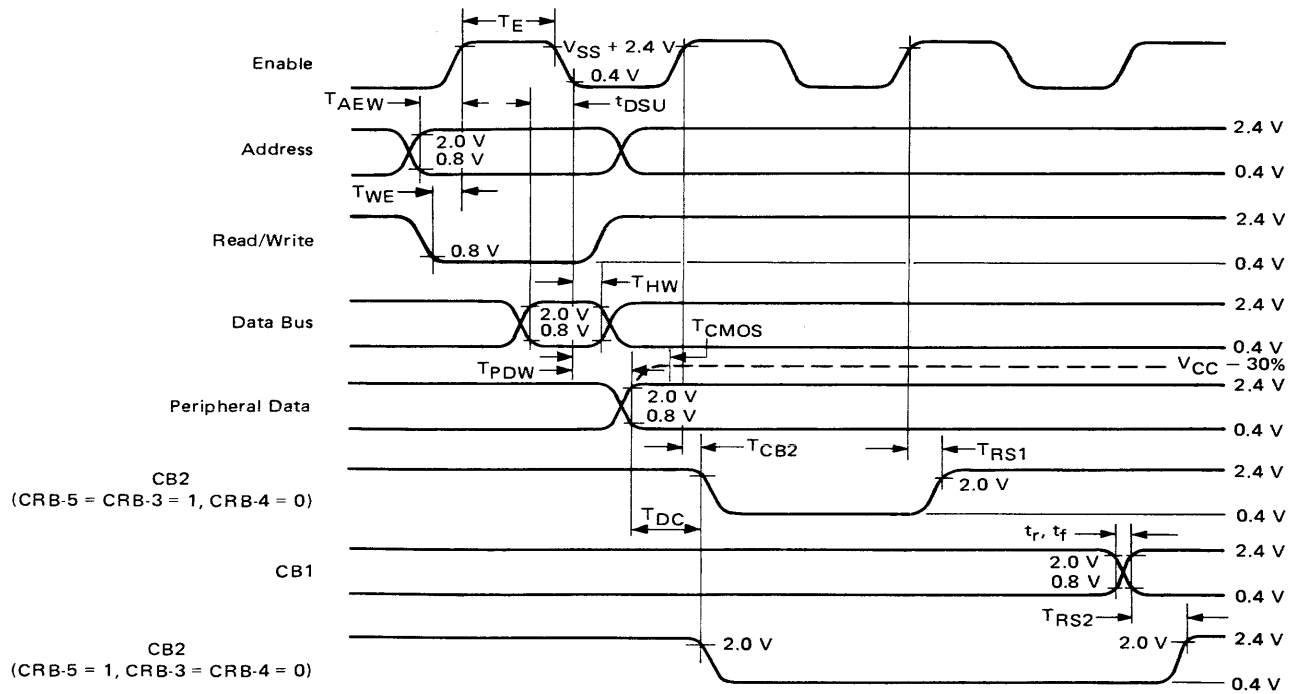 T_E
Enable
V_SS + 2.4 V
0.4 V
T_AEW
t_DSU
Address
2.0 V
0.8 V
2.4 V
0.4 V
T_WE
Read/Write
0.8 V
2.4 V
0.4 V
T_HW
Data Bus
2.0 V
0.8 V
2.4 V
0.4 V
T_CMOS
T_PDW
V_CC – 30%
Peripheral Data
2.0 V
0.8 V
2.4 V
0.4 V
T_CB2
T_RS1
CB2
(CRB-5 = CRB-3 = 1, CRB-4 = 0)
2.0 V
2.4 V
0.4 V
T_DC
t_r, t_f
CB1
2.0 V
0.8 V
2.4 V
0.4 V
T_RS2
CB2
(CRB-5 = 1, CRB-3 = CRB-4 = 0)
2.0 V
2.0 V
2.4 V
0.4 V